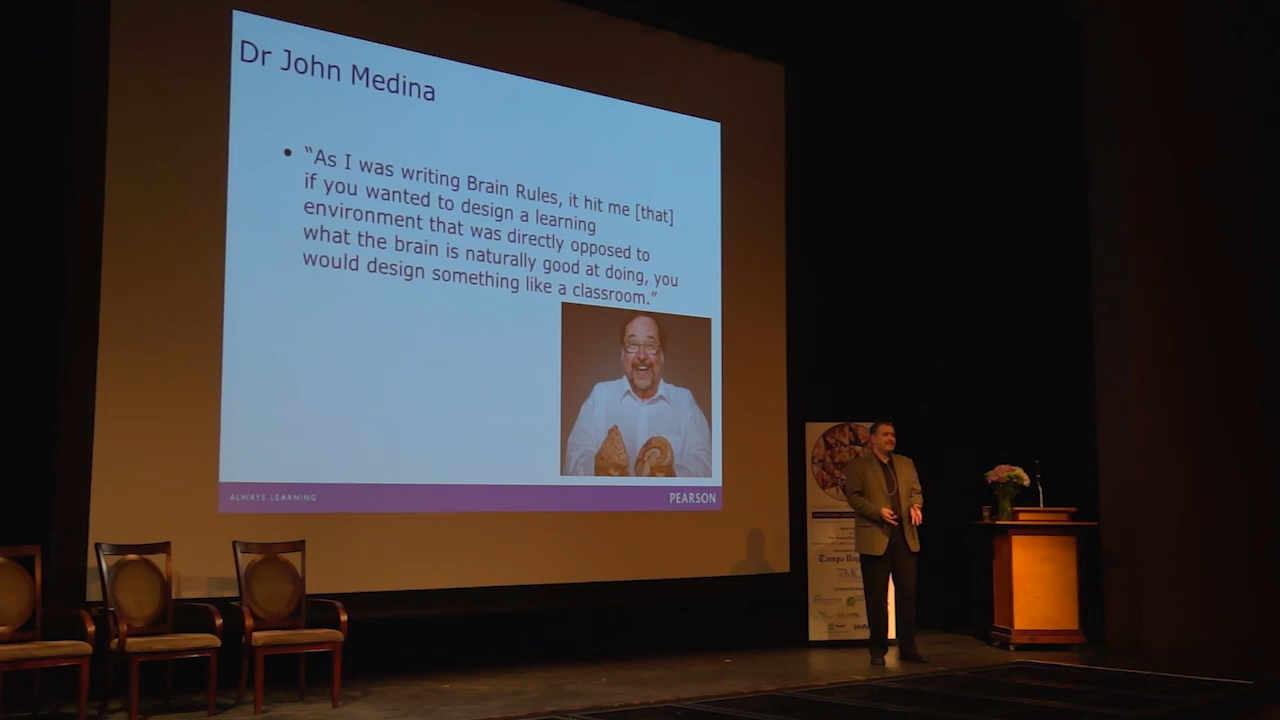 Dr John Medina
• “As I was writing Brain Rules, it hit me [that]
if you wanted to design a learning
environment that was directly opposed to
what the brain is naturally good at doing, you
would design something like a classroom.”
ALWAYS LEARNING
PEARSON
Tampa Bay